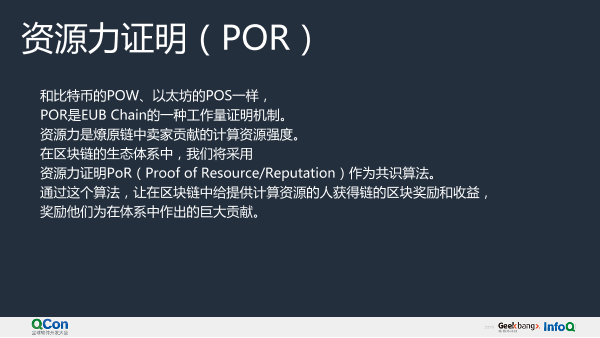 资源力证明（POR）
和比特币的POW、以太坊的POS一样，
POR是EUB Chain的一种工作量证明机制。
资源力是燎原链中卖家贡献的计算资源强度。
在区块链的生态体系中，我们将采用
资源力证明PoR（Proof of Resource/Reputation）作为共识算法。
通过这个算法，让在区块链中给提供计算资源的人获得链的区块奖励和收益，
奖励他们为在体系中作出的巨大贡献。
QCon
全球软件开发大会
Geekbang>.
InfoQ